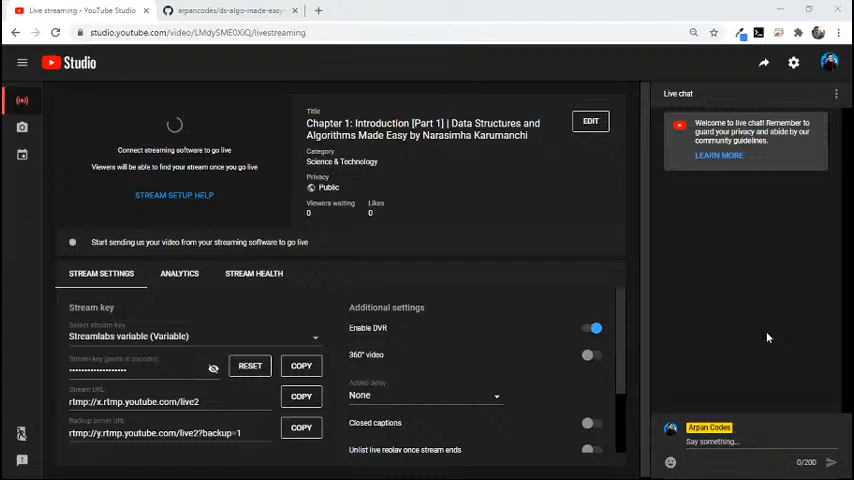 Live streaming - YouTube Studio
arpancodes/ds-algo-made-easy
studio.youtube.com/video/LMdySME0XiQ/livestreaming
Studio
Connect streaming software to go live
Viewers will be able to find your stream once you go live
STREAM SETUP HELP
Title
Chapter 1: Introduction [Part 1] | Data Structures and
Algorithms Made Easy by Narasimha Karumanchi
Category
Science & Technology
Privacy
Public
Viewers waiting
0
Likes
0
EDIT
Start sending us your video from your streaming software to go live
STREAM SETTINGS
ANALYTICS
STREAM HEALTH
Stream key
Select stream key
Streamlabs variable (Variable)
Stream key (paste in encoder)
••••••••••••••••••••
RESET
COPY
Stream URL
rtmp://x.rtmp.youtube.com/live2
COPY
Backup server URL
rtmp://y.rtmp.youtube.com/live2?backup=1
COPY
Additional settings
Enable DVR
360° video
Added delay
None
Closed captions
Unlist live replay once stream ends
Live chat
Welcome to live chat! Remember to
guard your privacy and abide by our
community guidelines.
LEARN MORE
Arpan Codes
Say something...
0/200